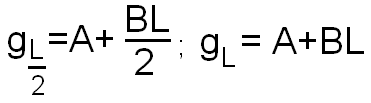 g_{L/2}=A+ BL/2 ; g_L = A+BL